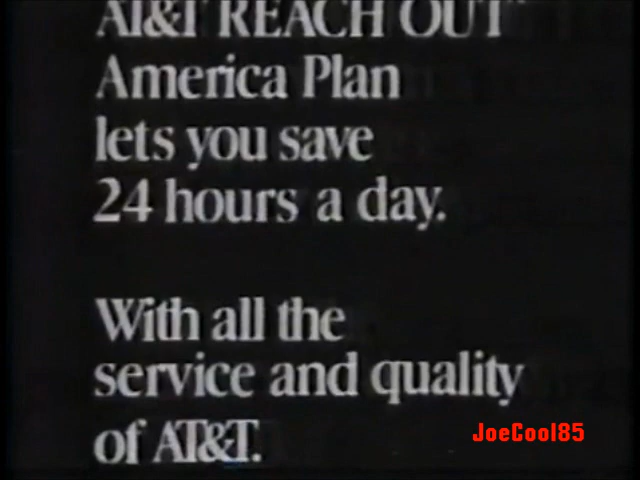 AT&T REACH OUT
America Plan
lets you save
24 hours a day.
With all the
service and quality
of AT&T.
JoeCool85